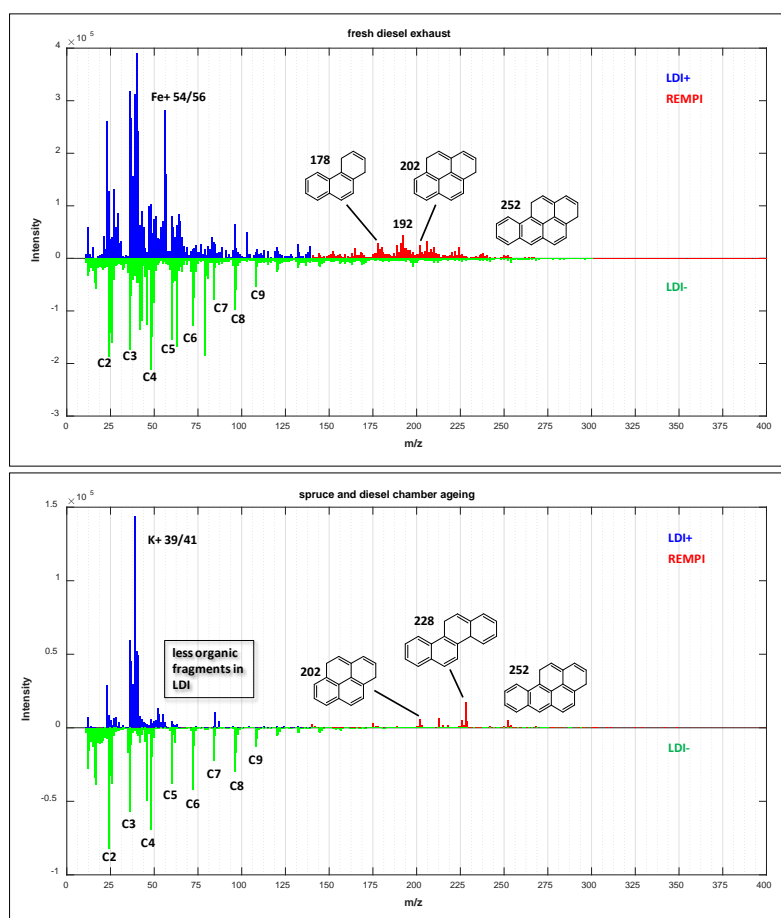 fresh diesel exhaust
× 10^5
4
3
2
1
0
-1
-2
-3
Intensity
LDI+
REMPI
LDI-
Fe+ 54/56
178
192
202
252
C2
C3
C4
C5
C6
C7
C8
C9
0 25 50 75 100 125 150 175 200 225 250 275 300 325 350 375 400
m/z
spruce and diesel chamber ageing
× 10^5
1.5
1
0.5
0
-0.5
-1
Intensity
LDI+
REMPI
LDI-
K+ 39/41
less organic
fragments in
LDI
202
228
252
C2
C3
C4
C5
C6
C7
C8
C9
0 25 50 75 100 125 150 175 200 225 250 275 300 325 350 375 400
m/z